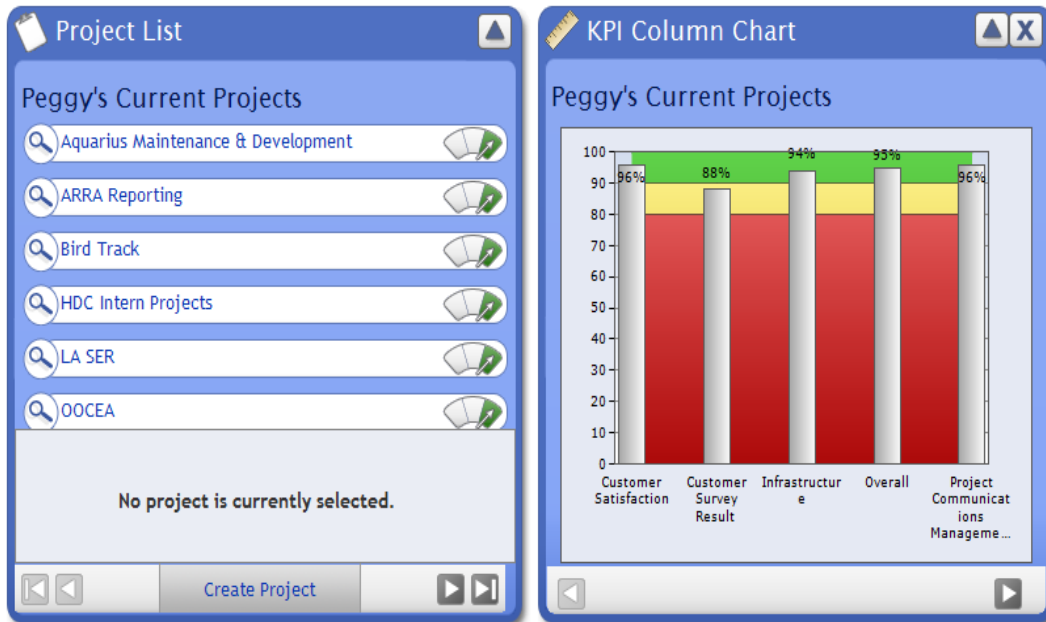 Project List
Peggy's Current Projects
Aquarius Maintenance & Development
ARRA Reporting
Bird Track
HDC Intern Projects
LA SER
OOCEA
No project is currently selected.
Create Project
KPI Column Chart
X
Peggy's Current Projects
100
90
80
70
60
50
40
30
20
10
0
96%
88%
94%
95%
96%
Customer
Satisfaction
Customer
Survey
Result
Infrastructur
e
Overall
Project
Communicat
ions
Manageme...